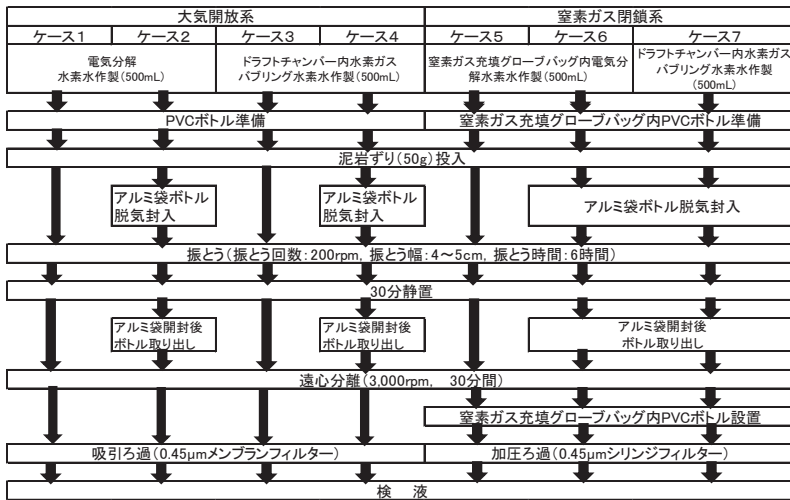 大気開放系
窒素ガス閉鎖系
ケース1
ケース2
ケース3
ケース4
ケース5
ケース6
ケース7
電気分解
水素水作製(500mL)
ドラフトチャンバー内水素ガス
バブリング水素水作製(500mL)
窒素ガス充填グローブバッグ内電気分
解水素水作製(500mL)
ドラフトチャンバー内水素ガス
バブリング水素水作製
(500mL)
PVCボトル準備
窒素ガス充填グローブバッグ内PVCボトル準備
泥岩ずり(50g)投入
アルミ袋ボトル
脱気封入
アルミ袋ボトル
脱気封入
アルミ袋ボトル脱気封入
振とう(振とう回数:200rpm, 振とう幅:4~5cm, 振とう時間:6時間)
30分静置
アルミ袋開封後
ボトル取り出し
アルミ袋開封後
ボトル取り出し
アルミ袋開封後
ボトル取り出し
遠心分離(3,000rpm, 30分間)
窒素ガス充填グローブバッグ内PVCボトル設置
吸引ろ過(0.45μmメンブランフィルター)
加圧ろ過(0.45μmシリンジフィルター)
検 液